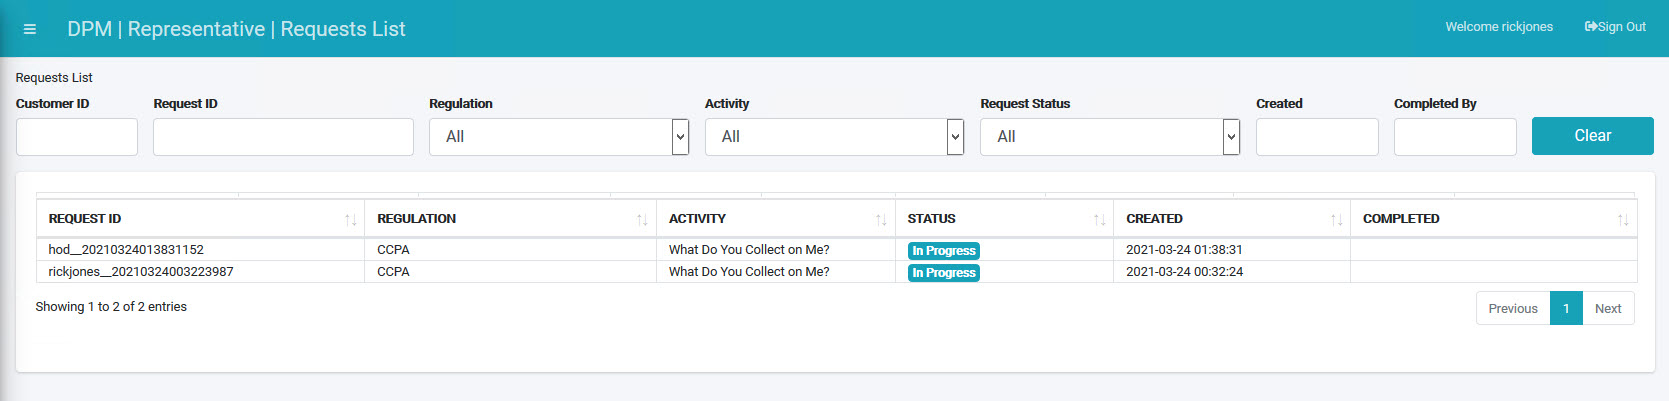 DPM | Representative | Requests List
Welcome rickjones
Sign Out
Requests List
Customer ID Request ID Regulation Activity Request Status Created Completed By
All All All Clear
REQUEST ID REGULATION ACTIVITY STATUS CREATED COMPLETED
hod__20210324013831152 CCPA What Do You Collect on Me? In Progress 2021-03-24 01:38:31
rickjones__20210324003223987 CCPA What Do You Collect on Me? In Progress 2021-03-24 00:32:24
Showing 1 to 2 of 2 entries
Previous 1 Next